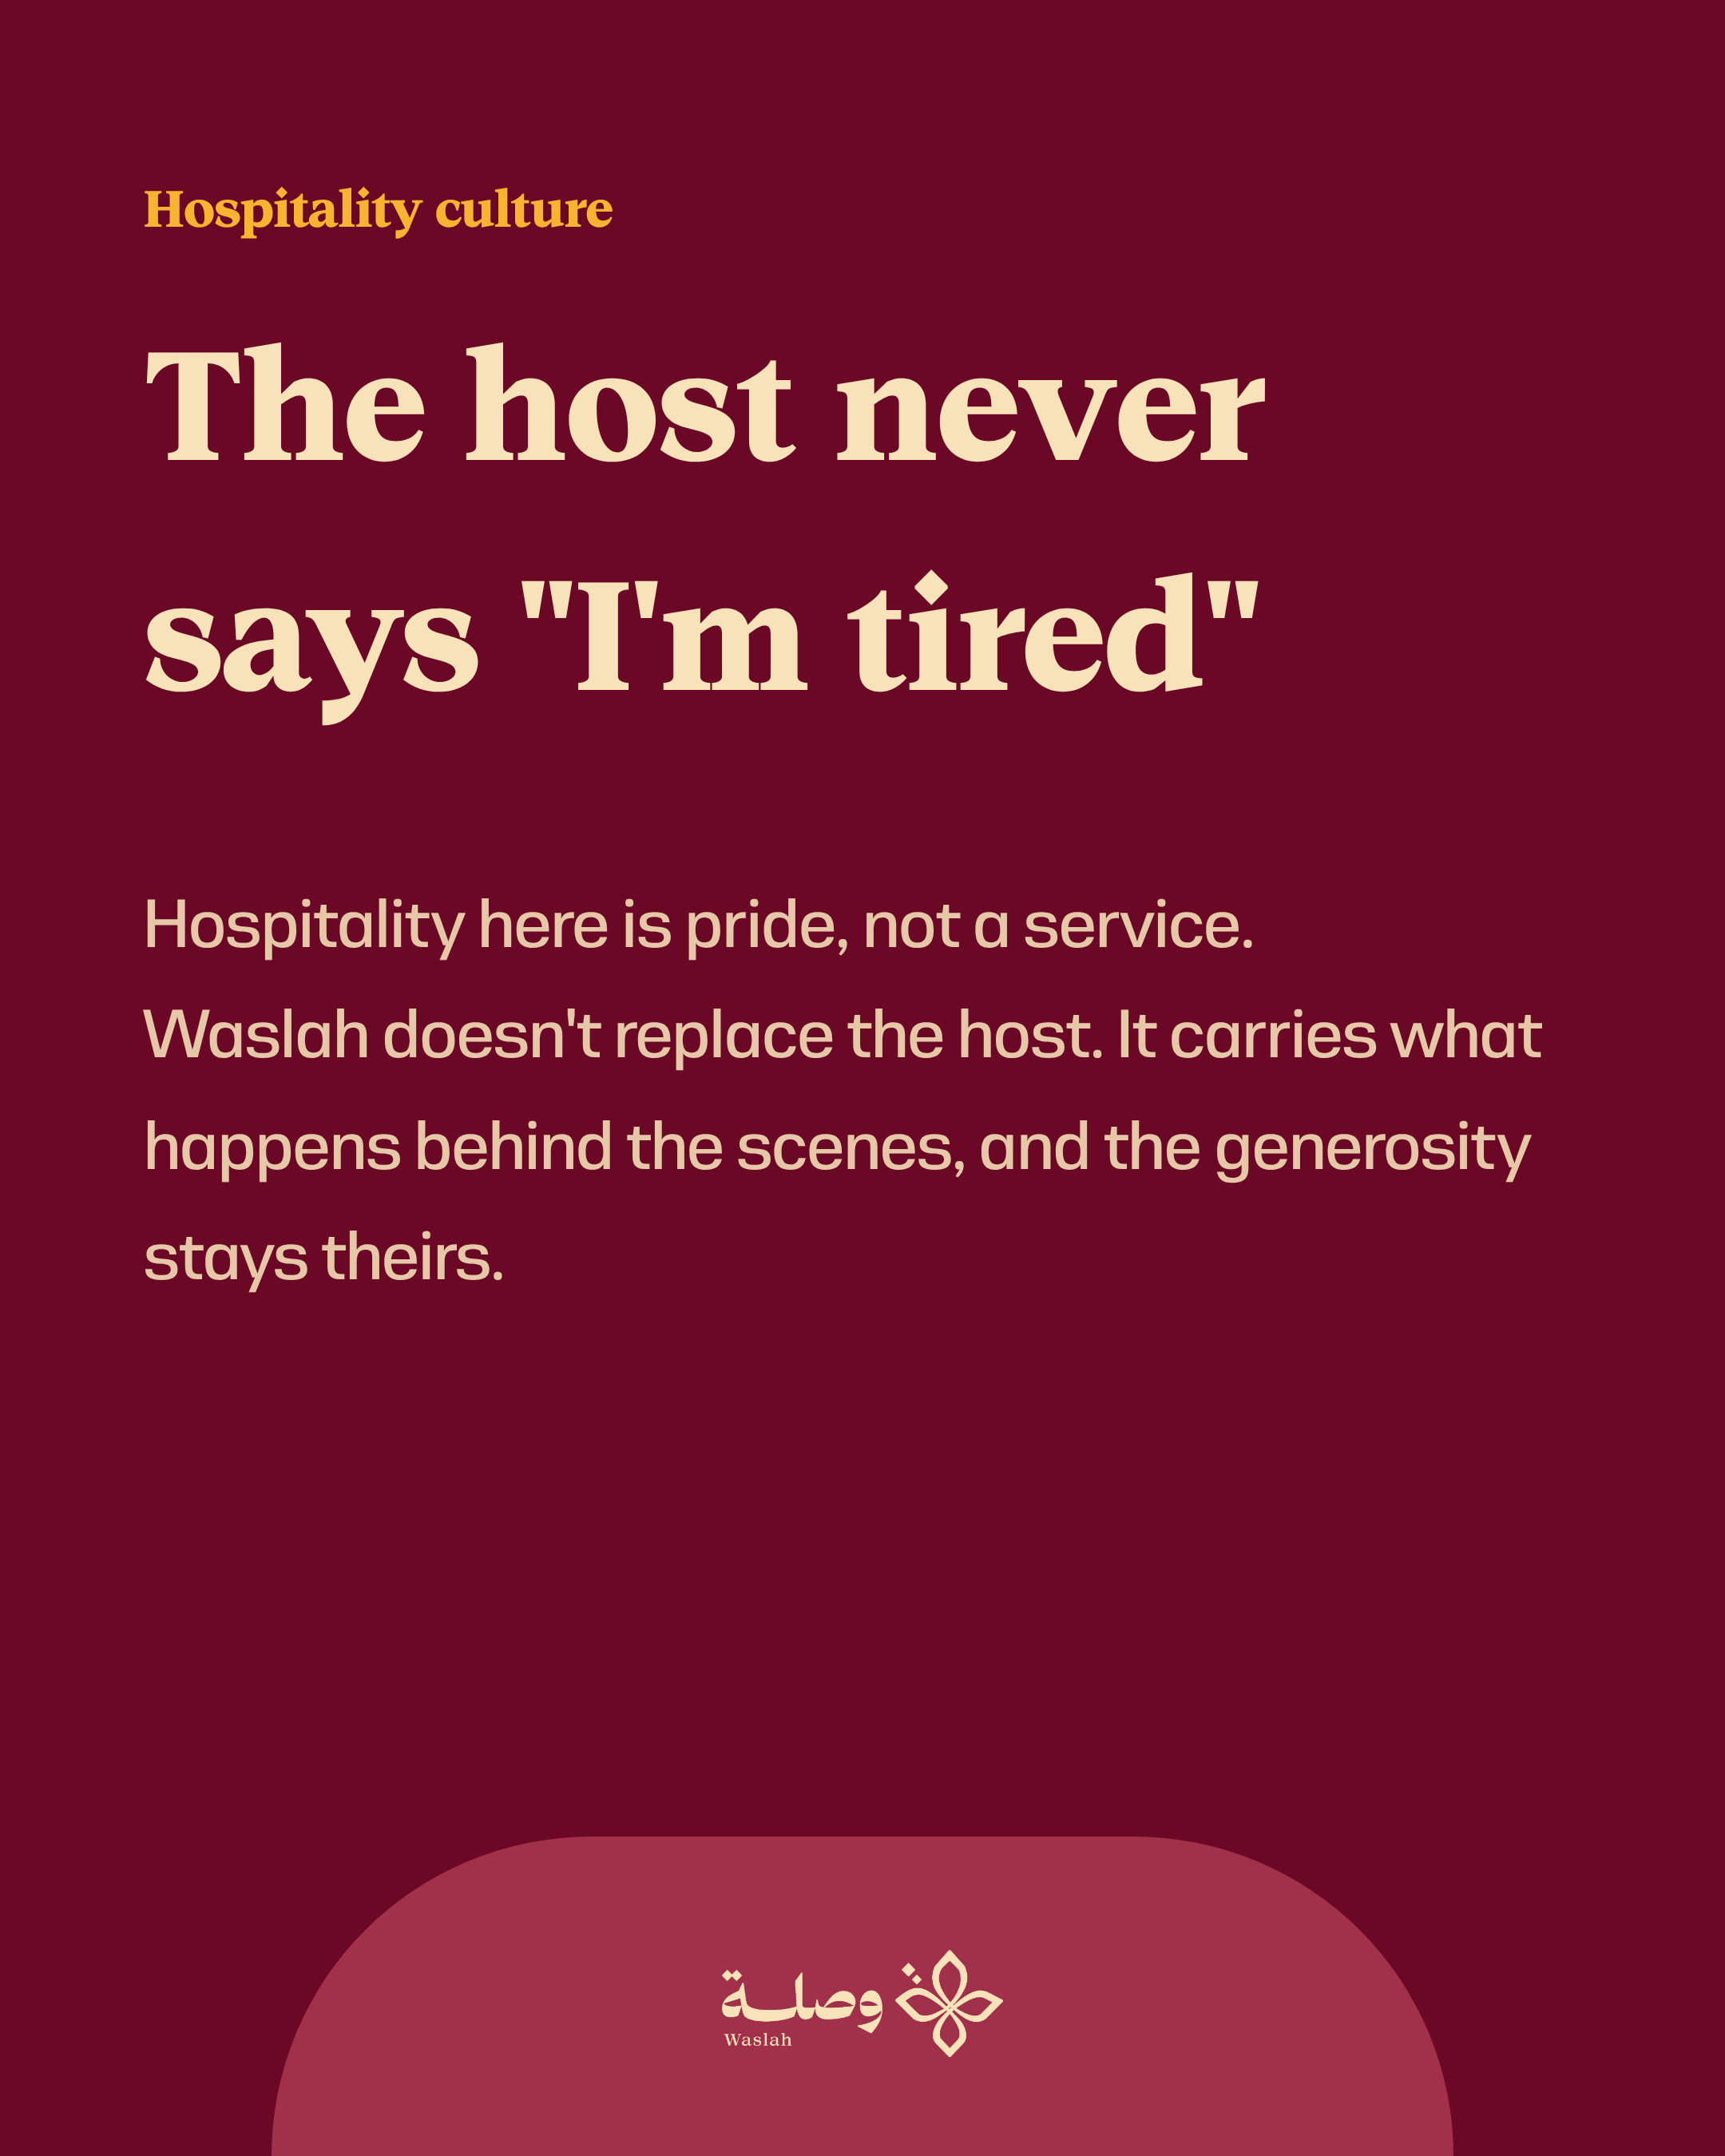 Hospitality culture
The host never
says "I'm tired"
Hospitality here is pride, not a service.
Waslah doesn't replace the host. It carries what
happens behind the scenes, and the generosity
stays theirs.
وصلة
Waslah